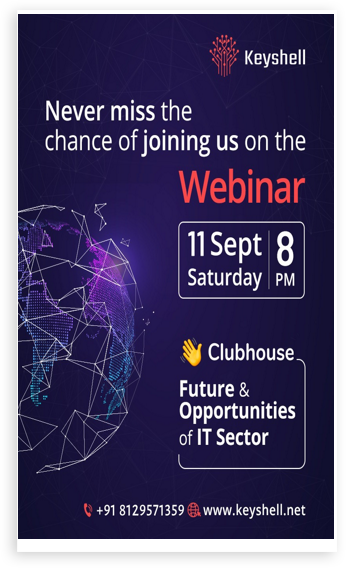 Keyshell
Never miss the
chance of joining us on the
Webinar
11 Sept
Saturday
8
PM
👋 Clubhouse
Future &
Opportunities
of IT Sector
+91 8129571359 www.keyshell.net